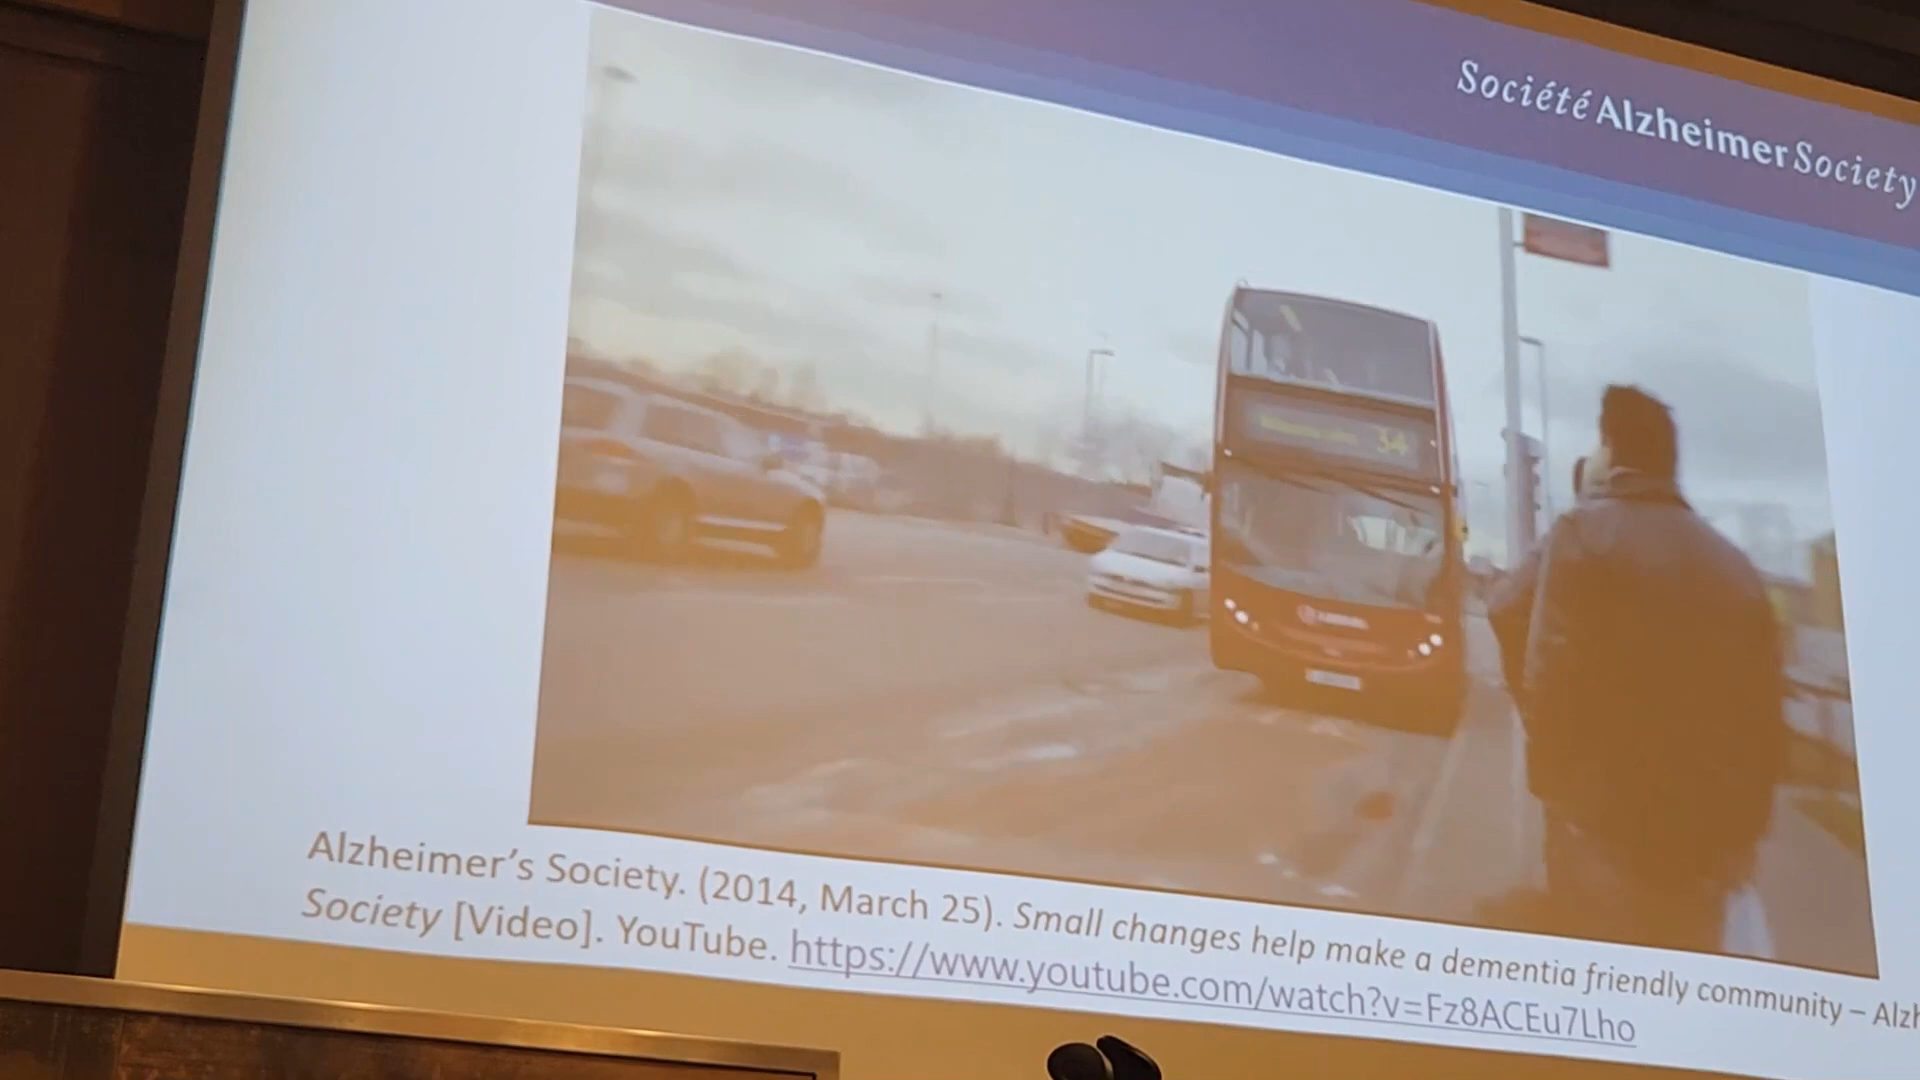 Société Alzheimer Society
34
Alzheimer's Society. (2014, March 25). Small changes help make a dementia friendly community – Alzh
Society [Video]. YouTube. https://www.youtube.com/watch?v=Fz8ACEu7Lho